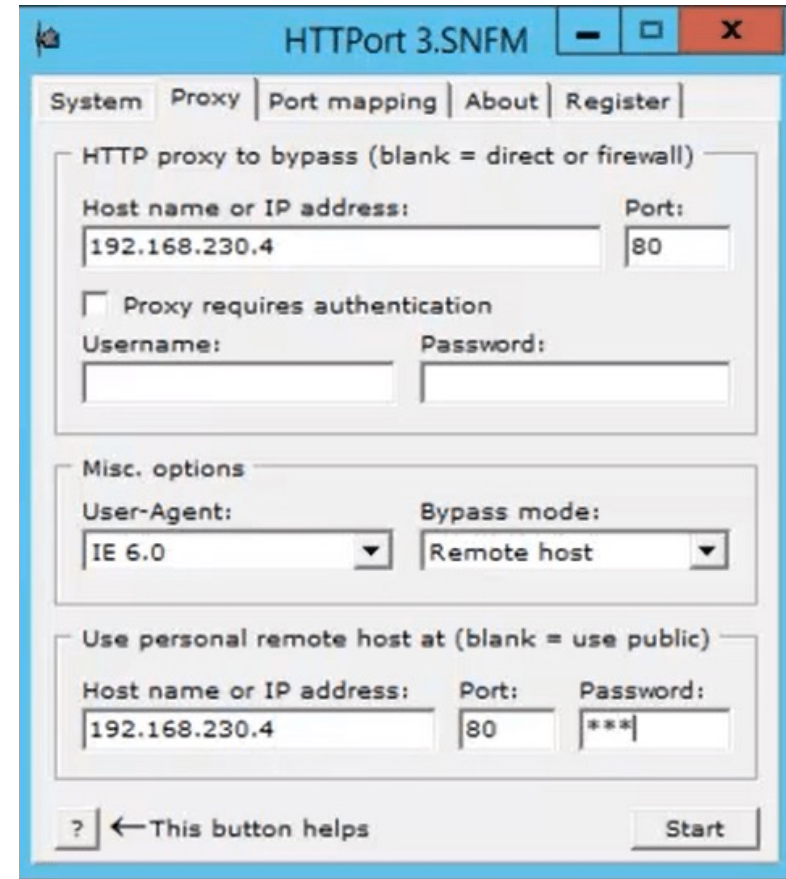 HTTPort 3.SNFM
System Proxy Port mapping About Register
HTTP proxy to bypass (blank = direct or firewall)
Host name or IP address: Port:
192.168.230.4 80
Proxy requires authentication
Username: Password:
Misc. options
User-Agent: Bypass mode:
IE 6.0 Remote host
Use personal remote host at (blank = use public)
Host name or IP address: Port: Password:
192.168.230.4 80 ***
? ←This button helps Start